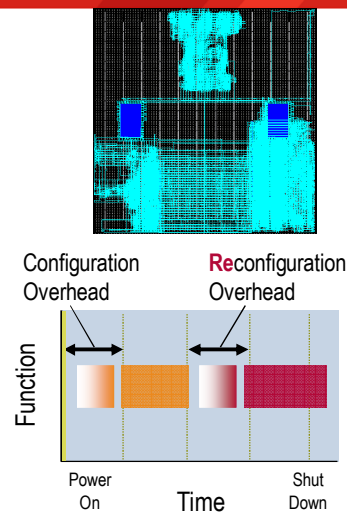 Configuration
Overhead
Reconfiguration
Overhead
Function
Power
On
Time
Shut
Down